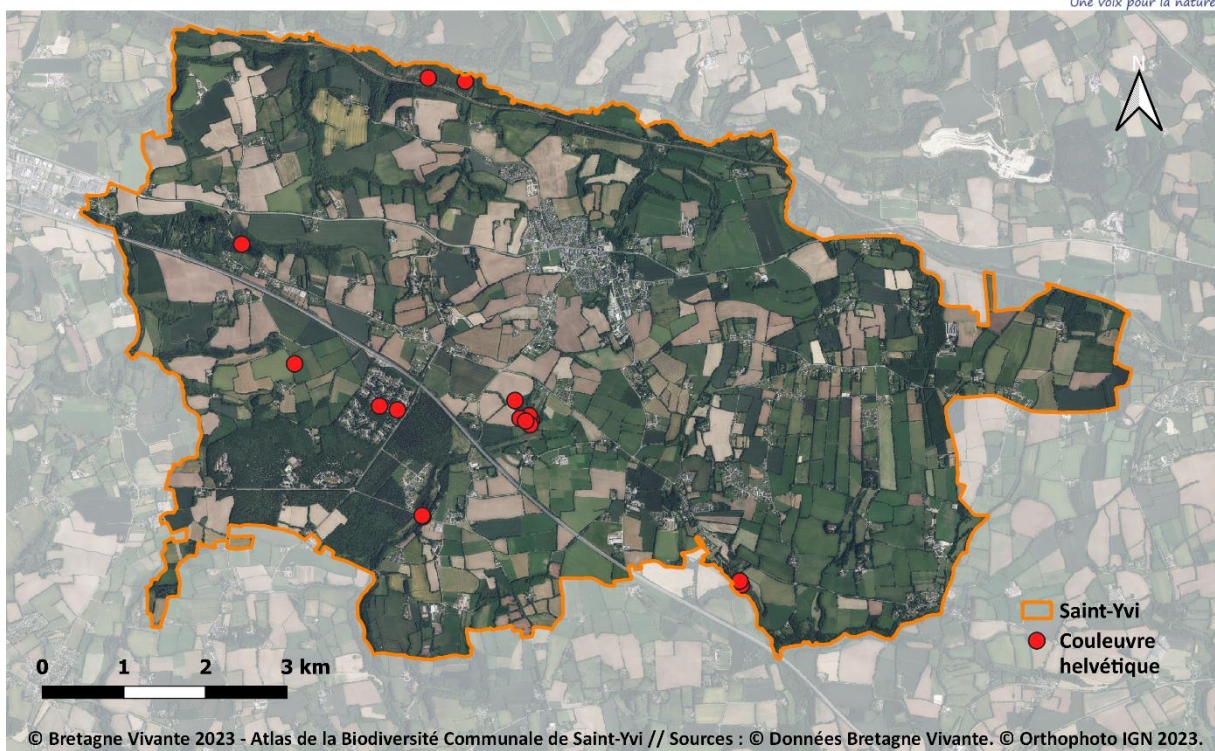 Une voix pour la nature
N
Saint-Yvi
Couleuvre
helvétique
0 1 2 3 km
© Bretagne Vivante 2023 - Atlas de la Biodiversité Communale de Saint-Yvi // Sources : © Données Bretagne Vivante. © Orthophoto IGN 2023.